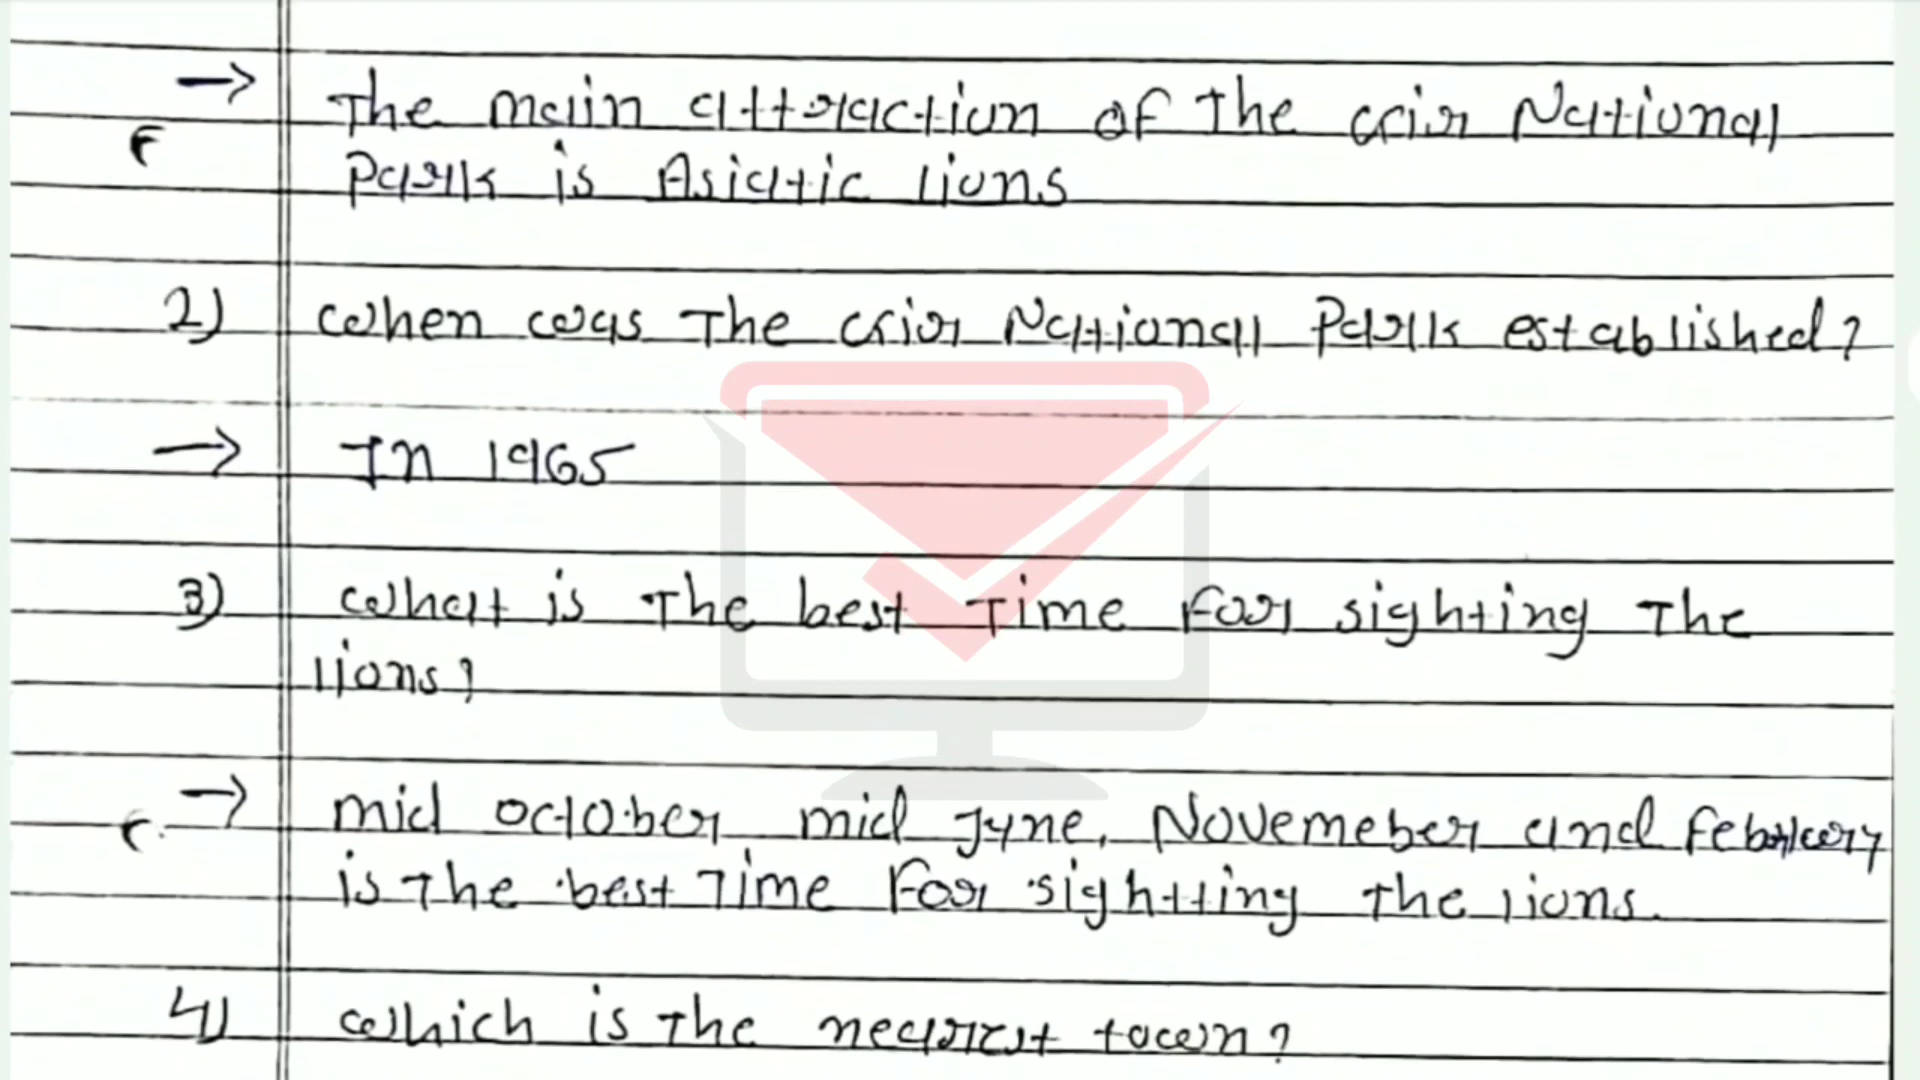 → The main attraction of The Gir National
Park is Asiatic lions
2) When was The Gir National Park established?
→ In 1965
3) What is The best Time For sighting The
lions?
→ mid October mid June, Novemeber and February
is The best Time For sightting The lions.
4) Which is The nearest town?